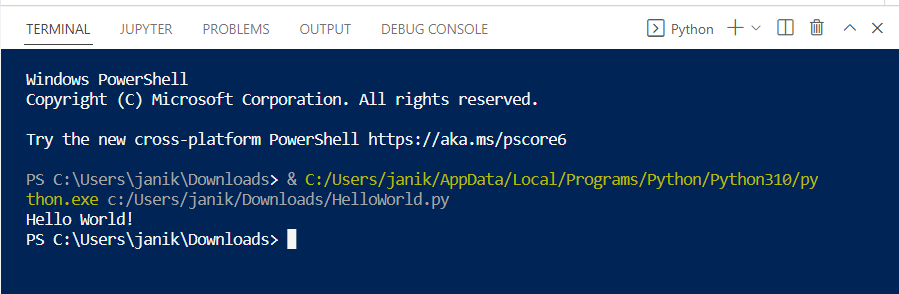 TERMINAL JUPYTER PROBLEMS OUTPUT DEBUG CONSOLE Python
Windows PowerShell
Copyright (C) Microsoft Corporation. All rights reserved.
Try the new cross-platform PowerShell https://aka.ms/pscore6
PS C:\Users\janik\Downloads> & C:/Users/janik/AppData/Local/Programs/Python/Python310/py
thon.exe c:/Users/janik/Downloads/HelloWorld.py
Hello World!
PS C:\Users\janik\Downloads>